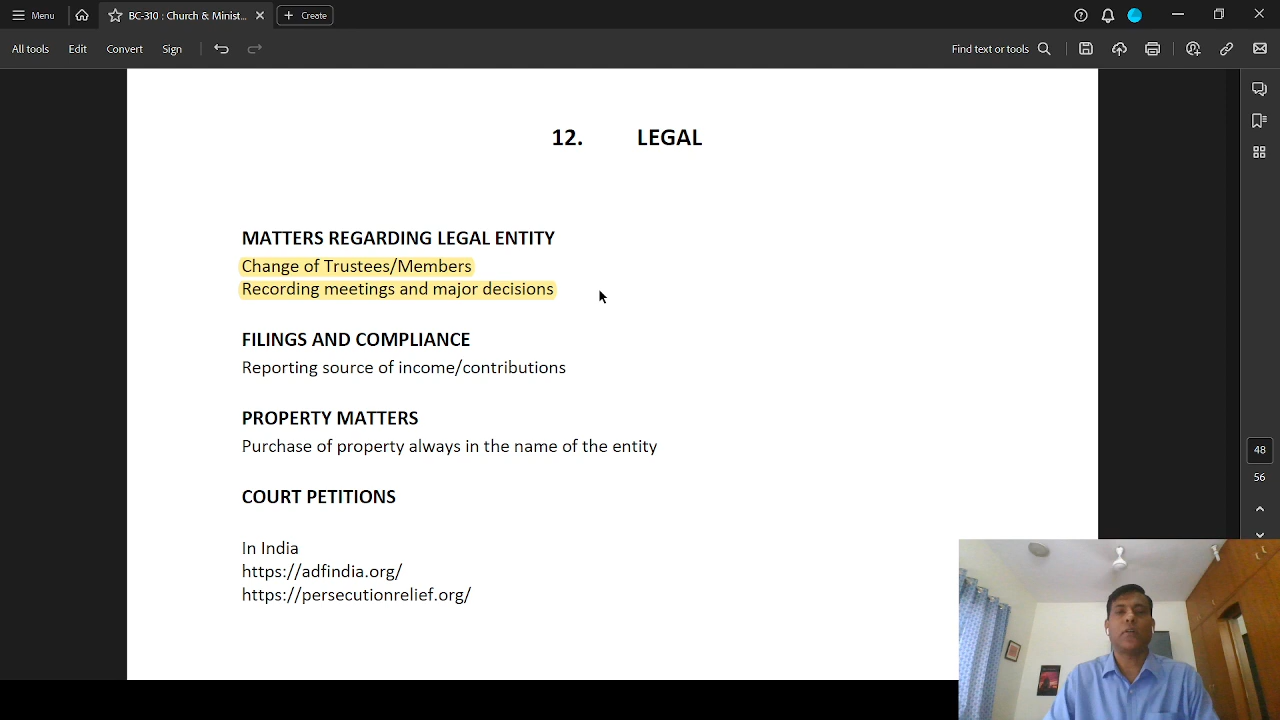 Menu
BC-310 : Church & Minist...
Create
All tools
Edit
Convert
Sign
Find text or tools
12. LEGAL
MATTERS REGARDING LEGAL ENTITY
Change of Trustees/Members
Recording meetings and major decisions
FILINGS AND COMPLIANCE
Reporting source of income/contributions
PROPERTY MATTERS
Purchase of property always in the name of the entity
COURT PETITIONS
In India
https://adfindia.org/
https://persecutionrelief.org/
48
56